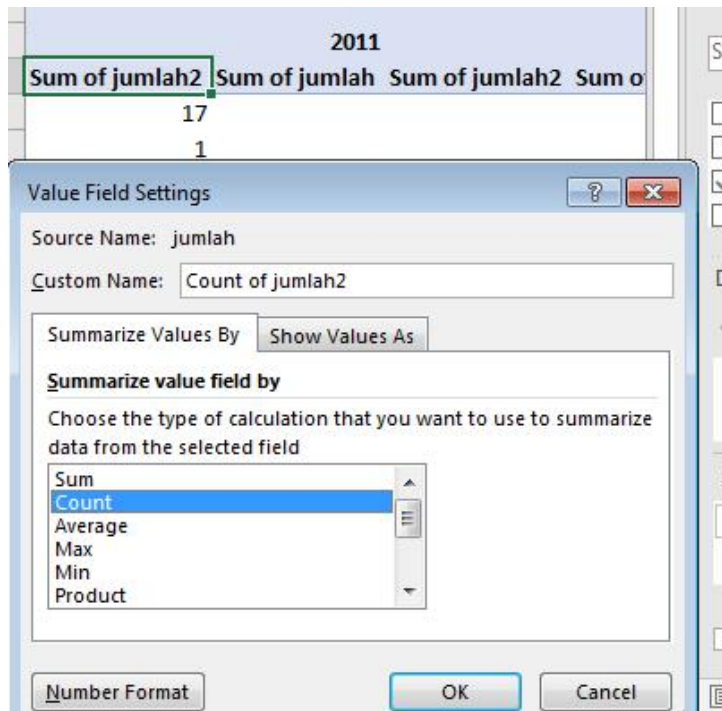 2011
Sum of jumlah2 Sum of jumlah Sum of jumlah2 Sum
17
1
Value Field Settings
Source Name: jumlah
Custom Name: Count of jumlah2
Summarize Values By Show Values As
Summarize value field by
Choose the type of calculation that you want to use to summarize
data from the selected field
Sum
Count
Average
Max
Min
Product
Number Format OK Cancel